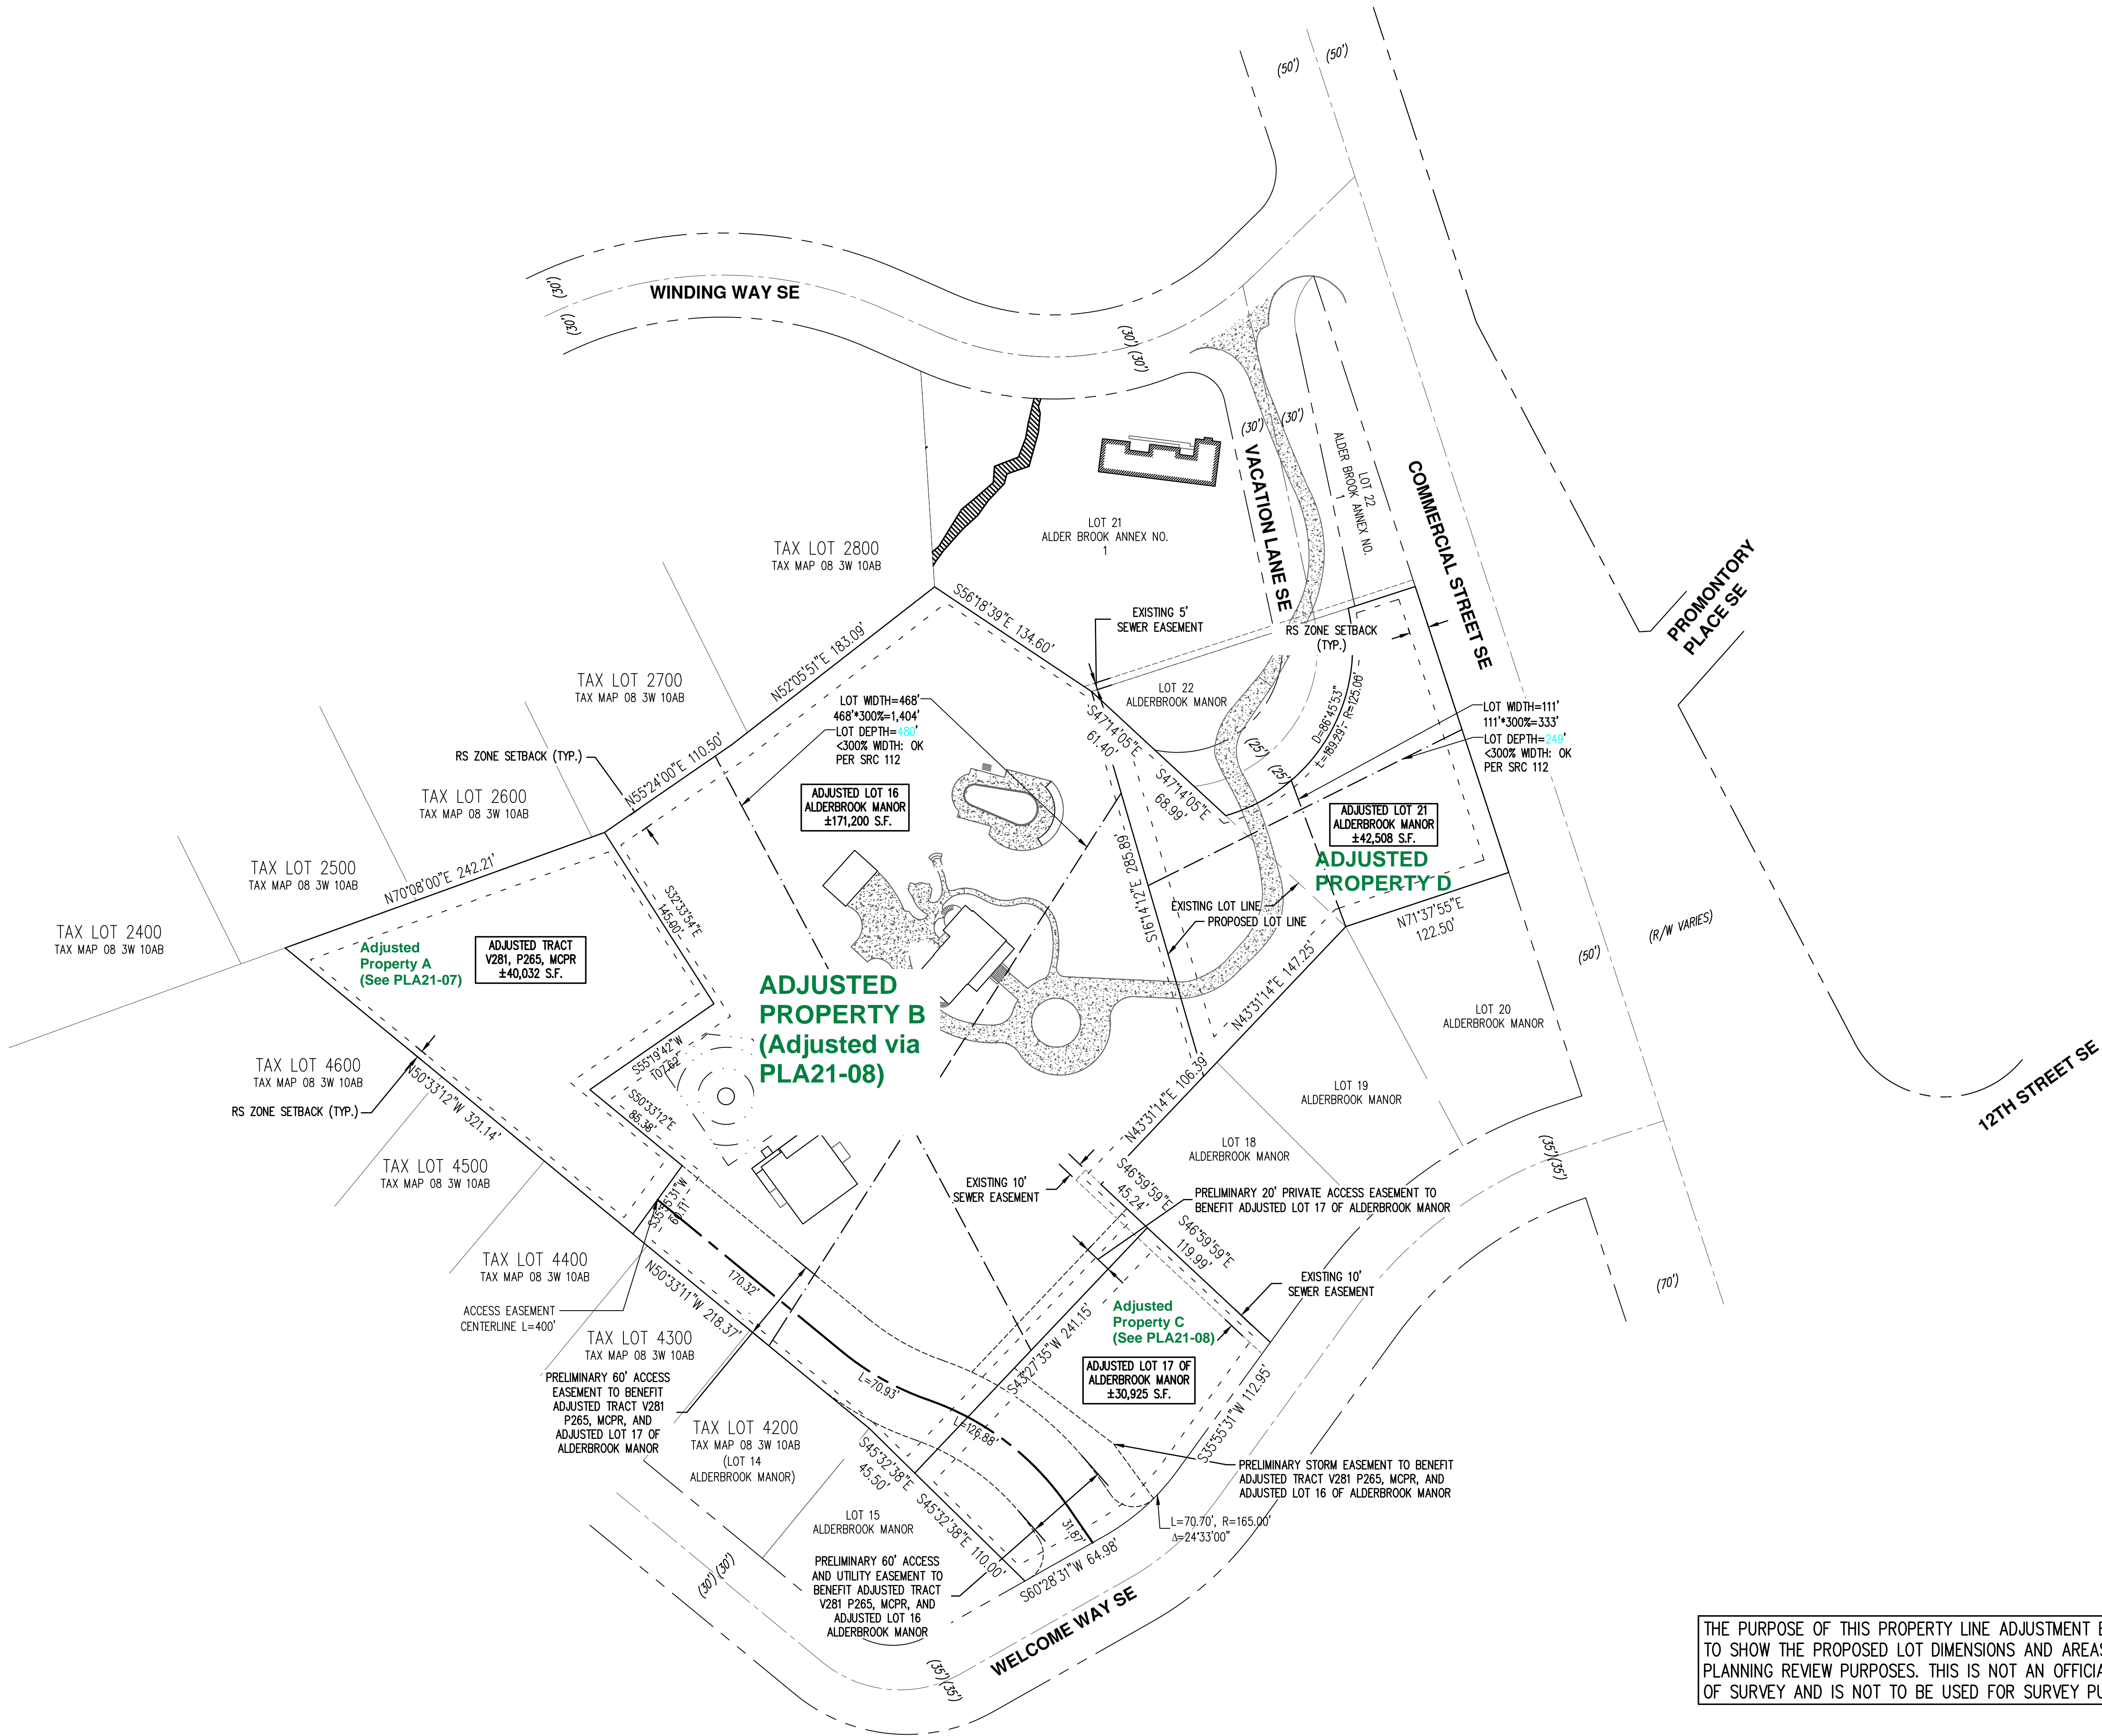 (50')
(50')
WINDING WAY SE
(30')
(30')
(30')
(30')
(30')
(30')
VACATION LANE SE
LOT 22
ALDER BROOK ANNEX NO.
1
COMMERCIAL STREET SE
LOT 21
ALDER BROOK ANNEX NO.
1
TAX LOT 2800
TAX MAP 08 3W 10AB
PROMONTORY
PLACE SE
S56°18'39"E 134.60'
EXISTING 5'
SEWER EASEMENT
RS ZONE SETBACK
(TYP.)
N52°05'51"E 183.09'
TAX LOT 2700
TAX MAP 08 3W 10AB
LOT 22
ALDERBROOK MANOR
LOT WIDTH=468'
468'*300%=1,404'
LOT DEPTH=480'
<300% WIDTH: OK
PER SRC 112
LOT WIDTH=111'
111'*300%=333'
LOT DEPTH=249'
<300% WIDTH: OK
PER SRC 112
S47°14'05"E
61.40'
D=86°45'53"
L=189.29', R=125.06'
(25')
(25')
S47°14'05"E
68.99'
RS ZONE SETBACK (TYP.)
N55°24'00"E 110.50'
TAX LOT 2600
TAX MAP 08 3W 10AB
ADJUSTED LOT 16
ALDERBROOK MANOR
±171,200 S.F.
ADJUSTED LOT 21
ALDERBROOK MANOR
±42,508 S.F.
ADJUSTED
PROPERTY D
S16°14'12"E 285.89'
TAX LOT 2500
TAX MAP 08 3W 10AB
N70°08'00"E 242.21'
S32°33'54"E
145.00'
EXISTING LOT LINE
PROPOSED LOT LINE
N71°37'55"E
122.50'
(R/W VARIES)
(50')
TAX LOT 2400
TAX MAP 08 3W 10AB
Adjusted
Property A
(See PLA21-07)
ADJUSTED TRACT
V281, P265, MCPR
±40,032 S.F.
ADJUSTED
PROPERTY B
(Adjusted via
PLA21-08)
N43°31'14"E 147.25'
LOT 20
ALDERBROOK MANOR
12TH STREET SE
TAX LOT 4600
TAX MAP 08 3W 10AB
RS ZONE SETBACK (TYP.)
N50°33'12"W 321.14'
S55°19'42"W
107.62'
S50°33'12"E
85.38'
N43°31'14"E 106.39'
LOT 19
ALDERBROOK MANOR
LOT 18
ALDERBROOK MANOR
(35')
(35')
TAX LOT 4500
TAX MAP 08 3W 10AB
EXISTING 10'
SEWER EASEMENT
S46°59'59"E
45.24'
PRELIMINARY 20' PRIVATE ACCESS EASEMENT TO
BENEFIT ADJUSTED LOT 17 OF ALDERBROOK MANOR
S46°59'59"E
119.99'
60.11'
TAX LOT 4400
TAX MAP 08 3W 10AB
N50°33'11"W 218.37'
170.32'
EXISTING 10'
SEWER EASEMENT
(70')
ACCESS EASEMENT
CENTERLINE L=400'
TAX LOT 4300
TAX MAP 08 3W 10AB
Adjusted
Property C
(See PLA21-08)
S43°27'35"W 241.15'
ADJUSTED LOT 17 OF
ALDERBROOK MANOR
±30,925 S.F.
PRELIMINARY 60' ACCESS
EASEMENT TO BENEFIT
ADJUSTED TRACT V281
P265, MCPR, AND
ADJUSTED LOT 17 OF
ALDERBROOK MANOR
L=70.93'
L=126.88'
S35°55'31"W 112.95'
TAX LOT 4200
TAX MAP 08 3W 10AB
(LOT 14
ALDERBROOK MANOR)
S45°32'38"E
45.50'
S45°32'38"E 110.00'
PRELIMINARY STORM EASEMENT TO BENEFIT
ADJUSTED TRACT V281 P265, MCPR, AND
ADJUSTED LOT 16 OF ALDERBROOK MANOR
LOT 15
ALDERBROOK MANOR
31.87'
L=70.70', R=165.00'
Δ=24°33'00"
S60°28'31"W 64.98'
PRELIMINARY 60' ACCESS
AND UTILITY EASEMENT TO
BENEFIT ADJUSTED TRACT
V281 P265, MCPR, AND
ADJUSTED LOT 16
ALDERBROOK MANOR
(30')
(30')
WELCOME WAY SE
(35')
(35')
THE PURPOSE OF THIS PROPERTY LINE ADJUSTMENT
TO SHOW THE PROPOSED LOT DIMENSIONS AND AREAS
PLANNING REVIEW PURPOSES. THIS IS NOT AN OFFICIA
OF SURVEY AND IS NOT TO BE USED FOR SURVEY PU